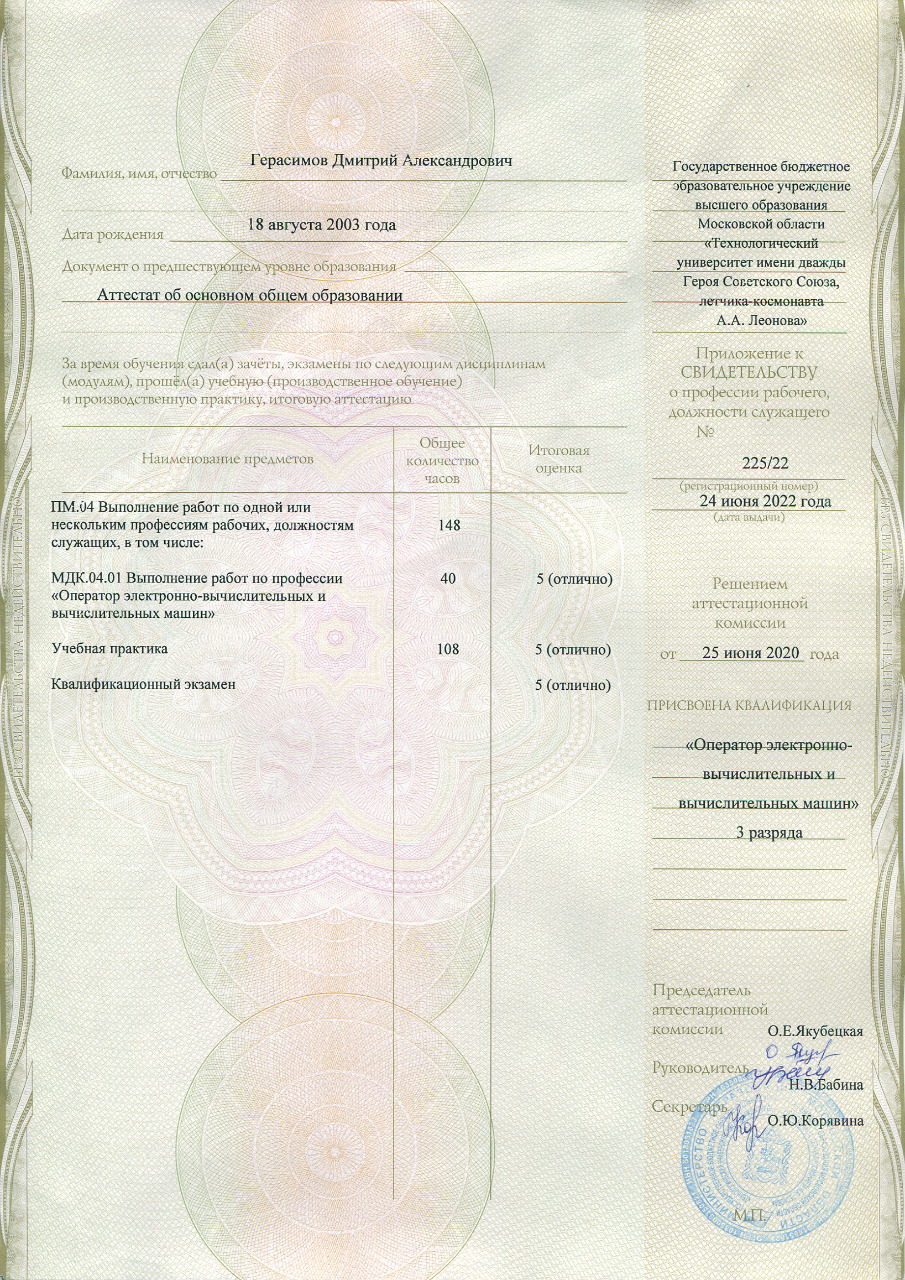 Фамилия, имя, отчество Герасимов Дмитрий Александрович
Дата рождения 18 августа 2003 года
Документ о предшествующем уровне образования
Аттестат об основном общем образовании
За время обучения сдал(а) зачёты, экзамены по следующим дисциплинам
(модулям), прошёл(а) учебную (производственное обучение)
и производственную практику, итоговую аттестацию
Наименование предметов
Общее
количество
часов
Итоговая
оценка
ПМ.04 Выполнение работ по одной или
нескольким профессиям рабочих, должностям 148
служащих, в том числе:
МДК.04.01 Выполнение работ по профессии 40 5 (отлично)
«Оператор электронно-вычислительных и
вычислительных машин»
Учебная практика 108 5 (отлично)
Квалификационный экзамен 5 (отлично)
Государственное бюджетное
образовательное учреждение
высшего образования
Московской области
«Технологический
университет имени дважды
Героя Советского Союза,
летчика-космонавта
А.А. Леонова»
Приложение к
СВИДЕТЕЛЬСТВУ
о профессии рабочего,
должности служащего
№
225/22
(регистрационный номер)
24 июня 2022 года
(дата выдачи)
Решением
аттестационной
комиссии
от 25 июня 2020 года
ПРИСВОЕНА КВАЛИФИКАЦИЯ
«Оператор электронно-
вычислительных и
вычислительных машин»
3 разряда
Председатель
аттестационной
комиссии О.Е.Якубецкая
Руководитель
Н.В.Бабина
Секретарь
О.Ю.Корявина
М.П.
БЕЗ СВИДЕТЕЛЬСТВА НЕДЕЙСТВИТЕЛЬНО
БЕЗ СВИДЕТЕЛЬСТВА НЕДЕЙСТВИТЕЛЬНО